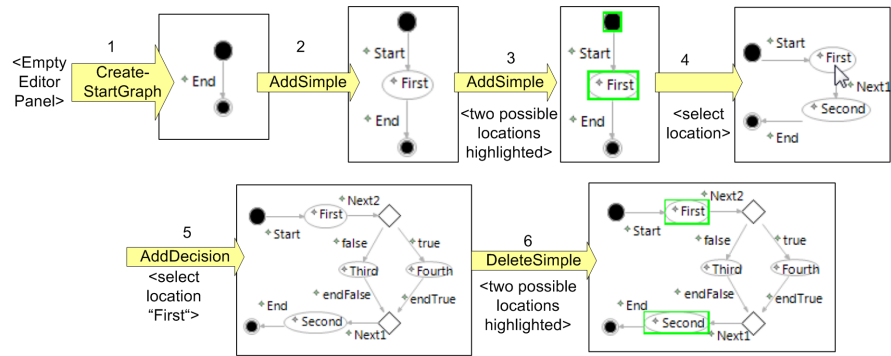 1
<Empty
Editor
Panel>
Create-
StartGraph
End
2
AddSimple
Start
First
End
3
AddSimple
<two possible
locations
highlighted>
Start
First
End
4
<select
location>
Start
First
Next1
Second
End
5
AddDecision
<select
location
“First“>
Next2
First
Start
false
true
Third
Fourth
endFalse
endTrue
End
Second
Next1
6
DeleteSimple
<two possible
locations
highlighted>
Next2
First
Start
false
true
Third
Fourth
endFalse
endTrue
End
Second
Next1